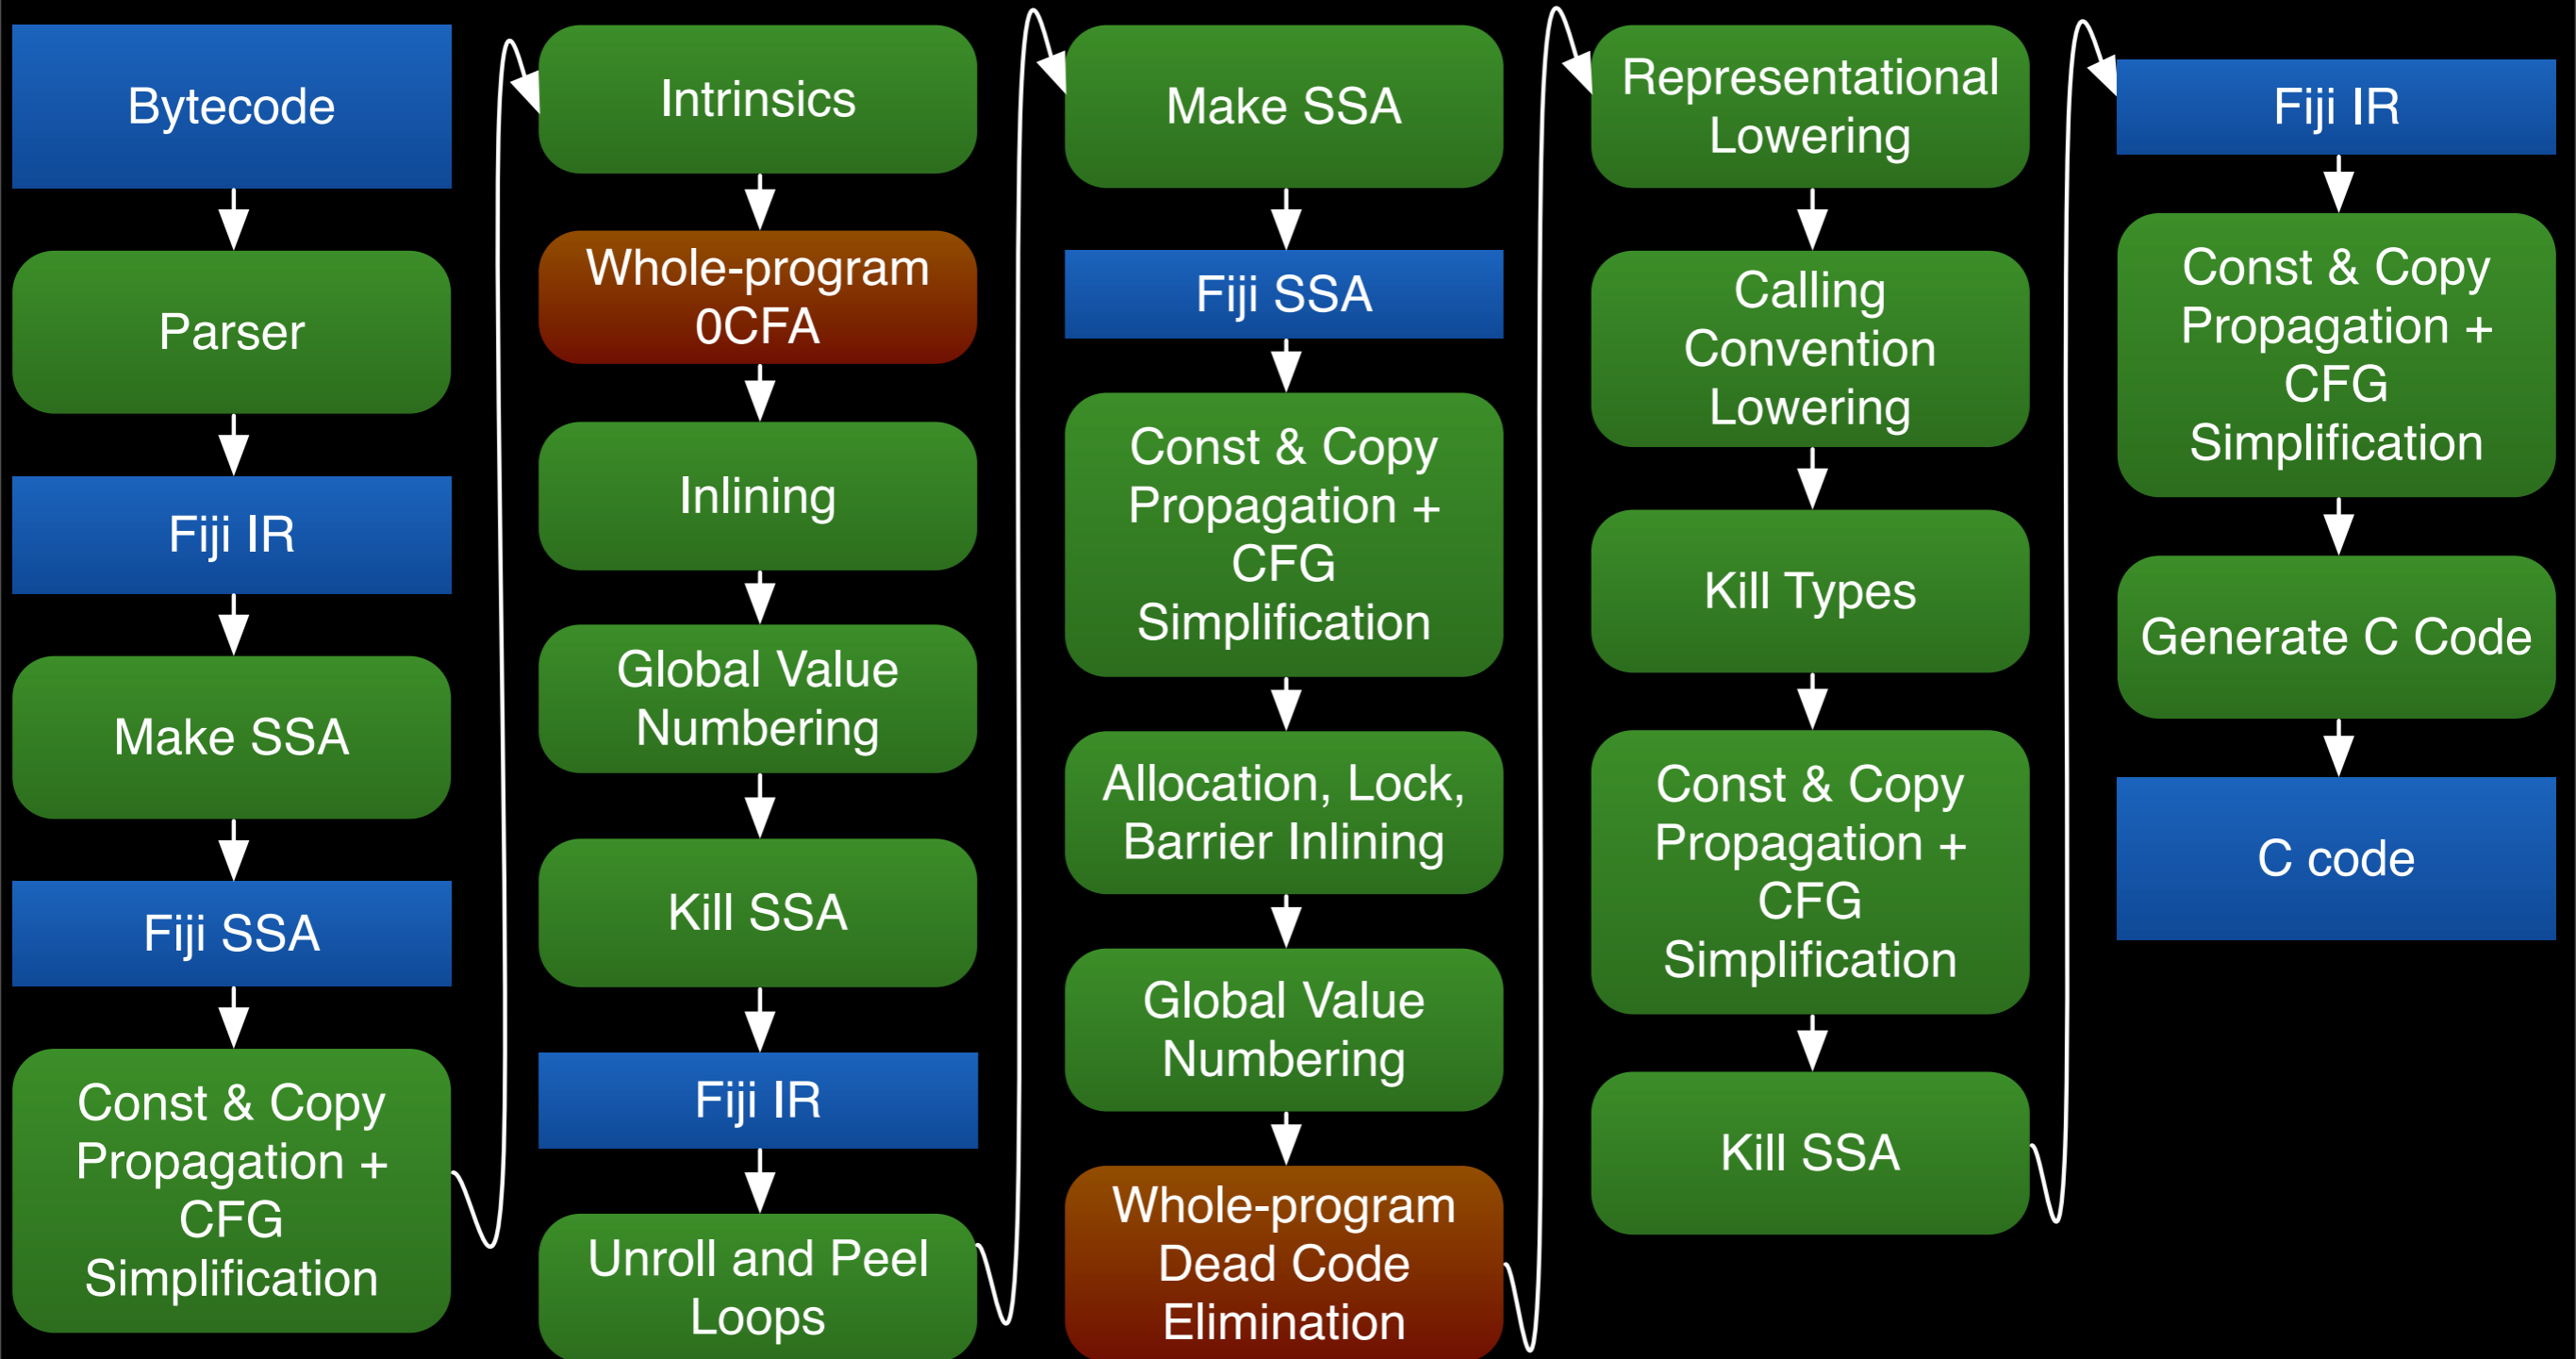 Bytecode
Parser
Fiji IR
Make SSA
Fiji SSA
Const & Copy
Propagation +
CFG
Simplification
Intrinsics
Whole-program
0CFA
Inlining
Global Value
Numbering
Kill SSA
Fiji IR
Unroll and Peel
Loops
Make SSA
Fiji SSA
Const & Copy
Propagation +
CFG
Simplification
Allocation, Lock,
Barrier Inlining
Global Value
Numbering
Whole-program
Dead Code
Elimination
Representational
Lowering
Calling
Convention
Lowering
Kill Types
Const & Copy
Propagation +
CFG
Simplification
Kill SSA
Fiji IR
Const & Copy
Propagation +
CFG
Simplification
Generate C Code
C code